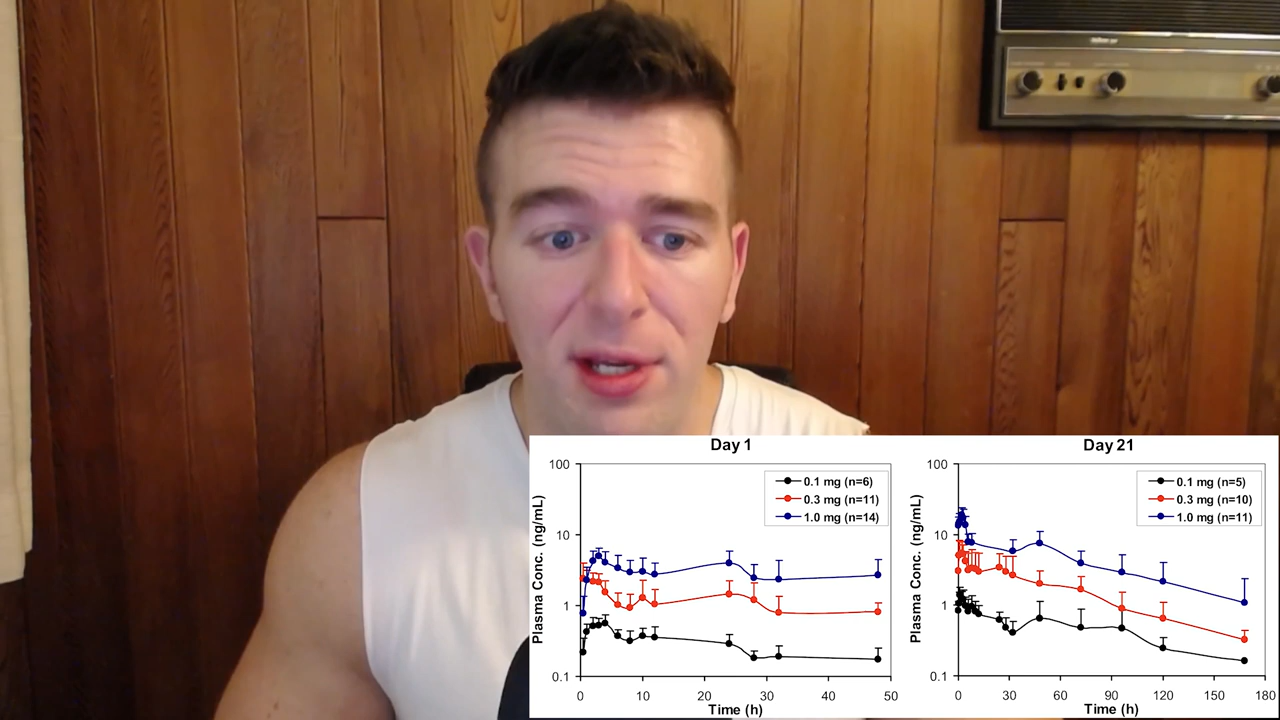 Day 1
Plasma Conc. (ng/mL)
100
10
1
0.1
0.1 mg (n=6)
0.3 mg (n=11)
1.0 mg (n=14)
0 10 20 30 40 50
Time (h)
Day 21
Plasma Conc. (ng/mL)
100
10
1
0.1
0.1 mg (n=5)
0.3 mg (n=10)
1.0 mg (n=11)
0 30 60 90 120 150 180
Time (h)